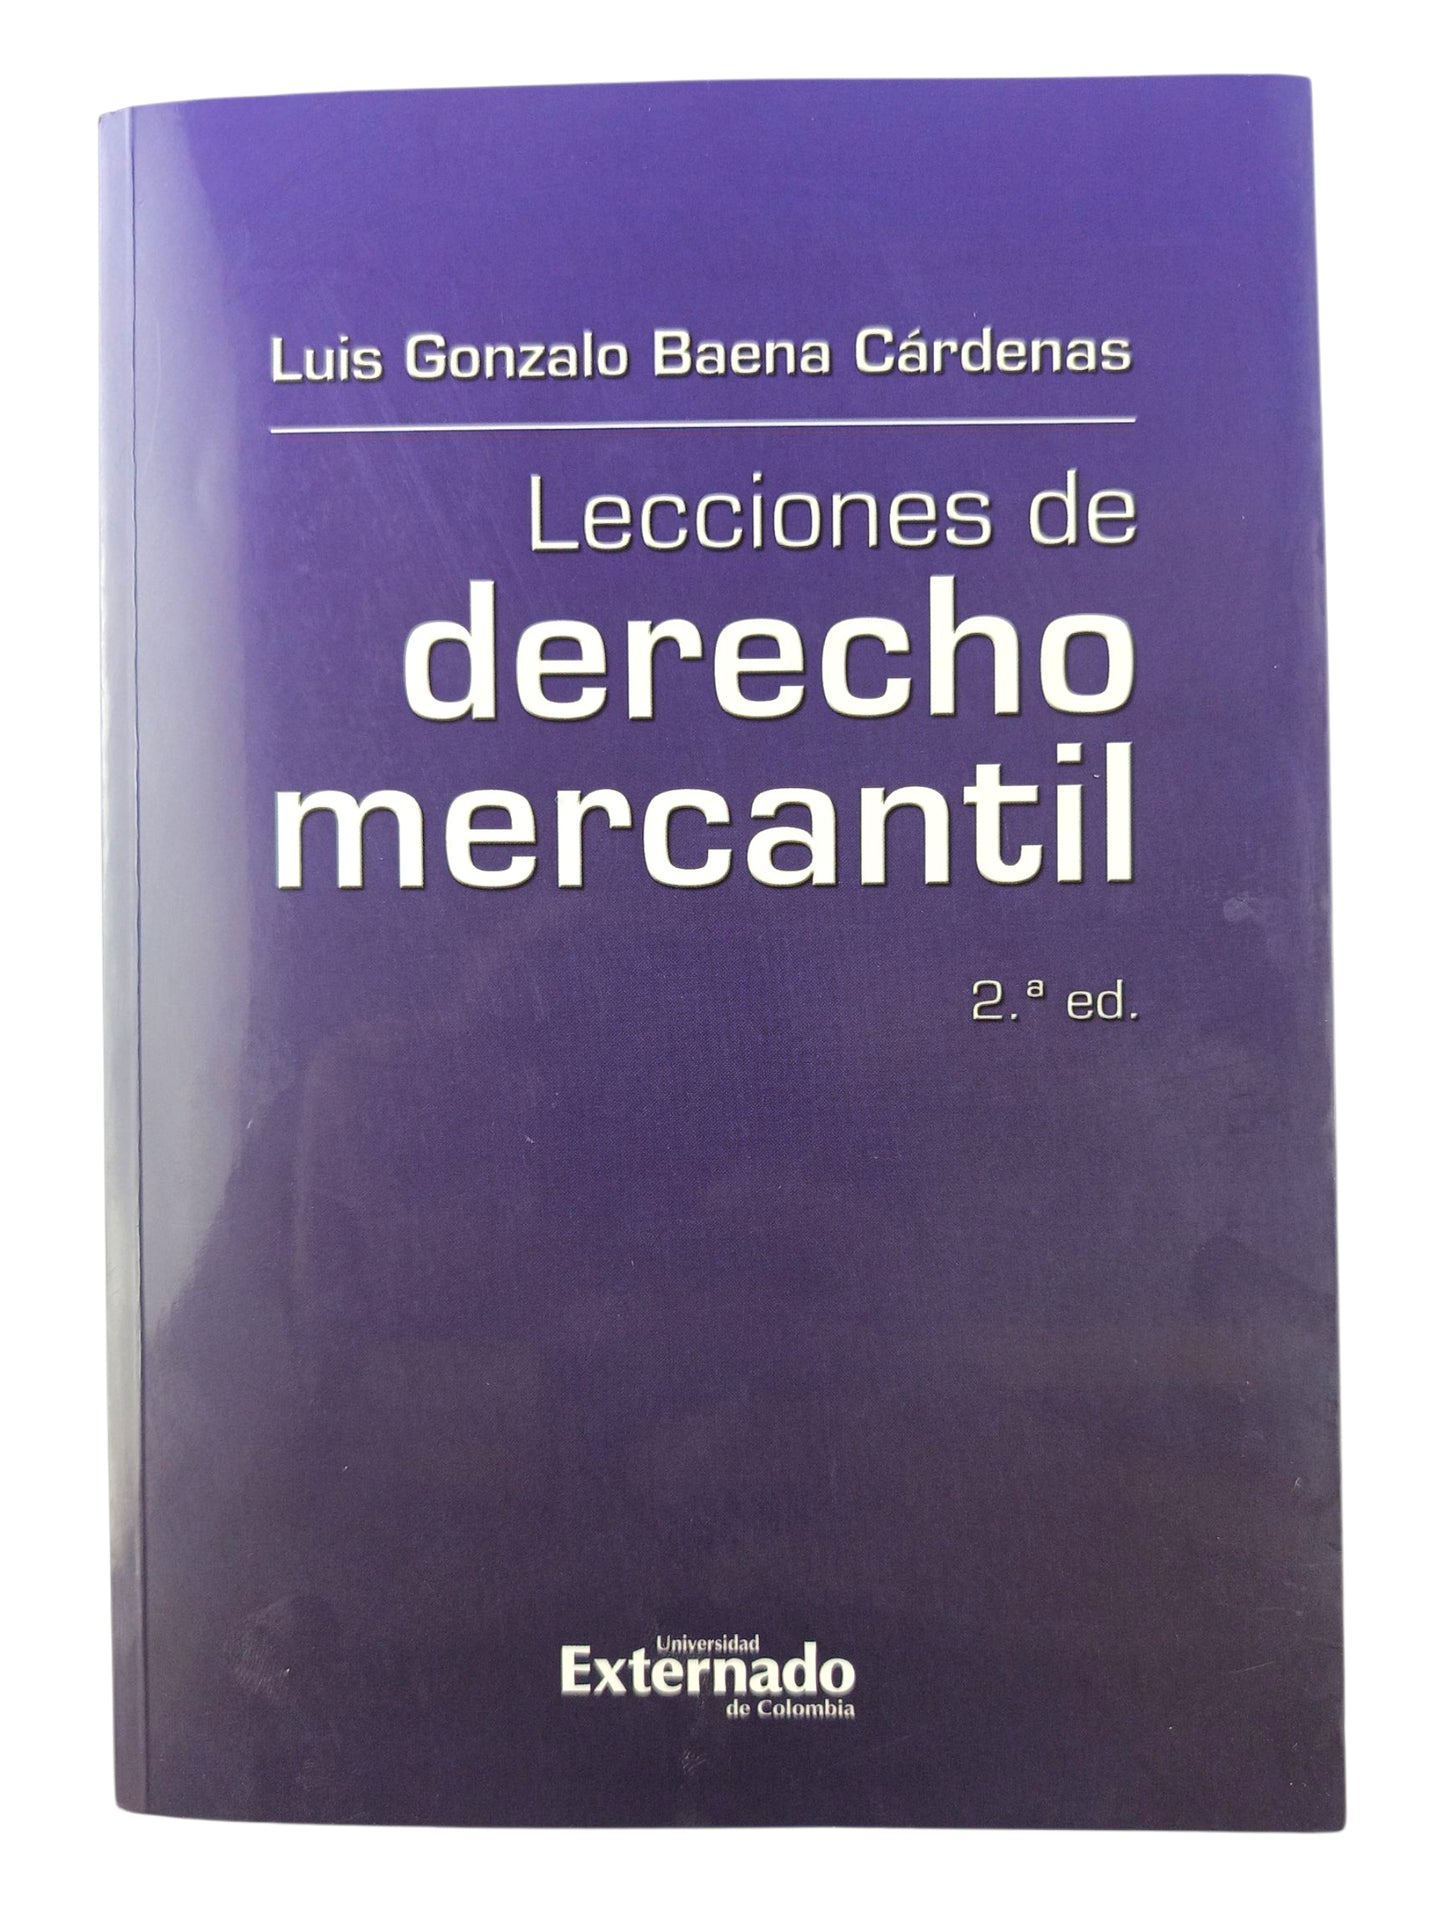 Luis Gonzalo Baena Cárdenas
Lecciones de
derecho
mercantil
2.ª ed.
Universidad
Externado
de Colombia